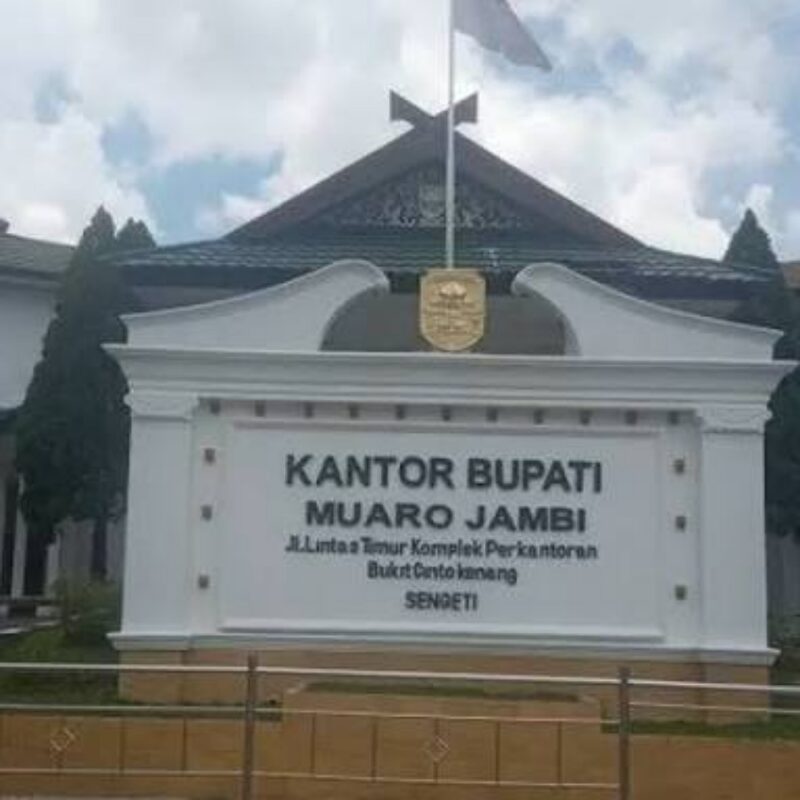 KANTOR BUPATI
MUARO JAMBI
Jl.Lintas Timur Komplek Perkantoran
Bukit Cinto kenang
SENGETI